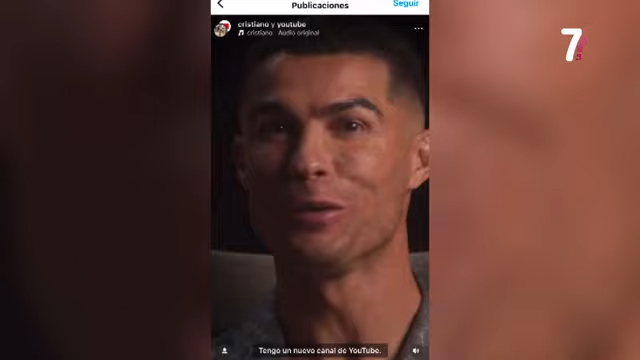 Publicaciones
Seguir
cristiano y youtube
cristiano Audio original
7
Tengo un nuevo canal de YouTube.